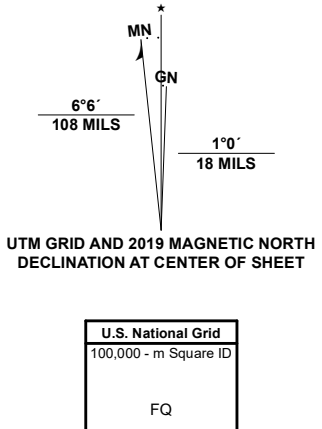 MN
GN
6°6´
108 MILS
1°0´
18 MILS
UTM GRID AND 2019 MAGNETIC NORTH
DECLINATION AT CENTER OF SHEET
U.S. National Grid
100,000 - m Square ID
FQ